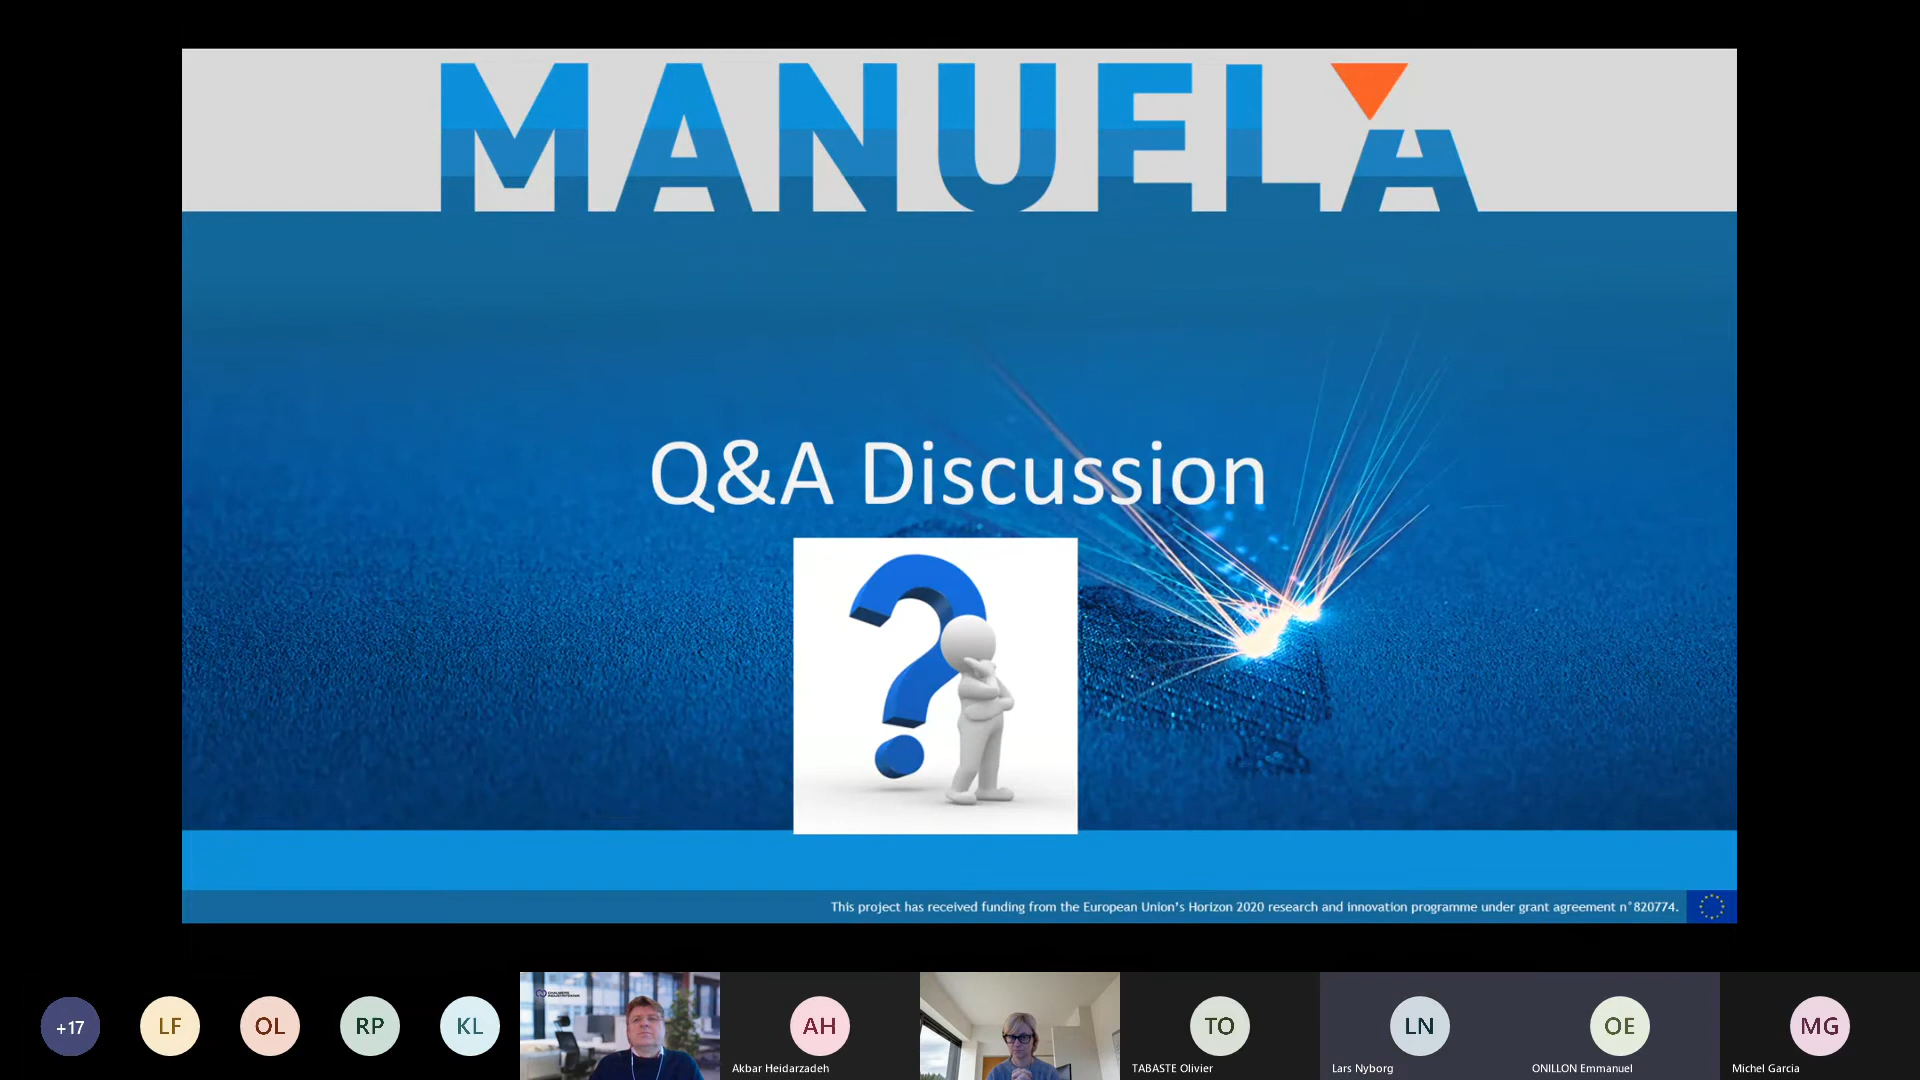 MANUELA
Q&A Discussion
This project has received funding from the European Union's Horizon 2020 research and innovation programme under grant agreement n°820774.
+17
LF
OL
RP
KL
AH
Akbar Heidarzadeh
TO
TABASTE Olivier
LN
Lars Nyborg
OE
ONILLON Emmanuel
MG
Michel Garcia